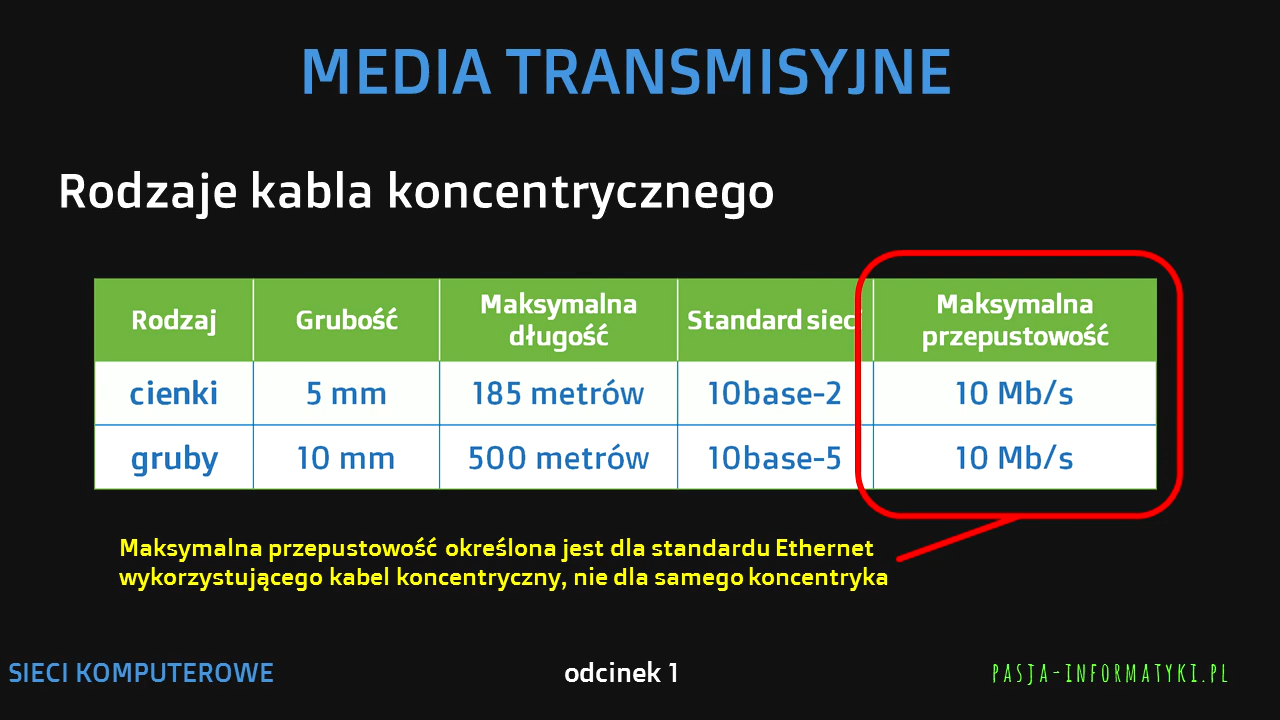 MEDIA TRANSMISYJNE
Rodzaje kabla koncentrycznego
Rodzaj Grubość Maksymalna długość Standard sieci Maksymalna przepustowość
cienki 5 mm 185 metrów 10base-2 10 Mb/s
gruby 10 mm 500 metrów 10base-5 10 Mb/s
Maksymalna przepustowość określona jest dla standardu Ethernet
wykorzystującego kabel koncentryczny, nie dla samego koncentryka
SIECI KOMPUTEROWE odcinek 1 PASJA-INFORMATYKI.PL